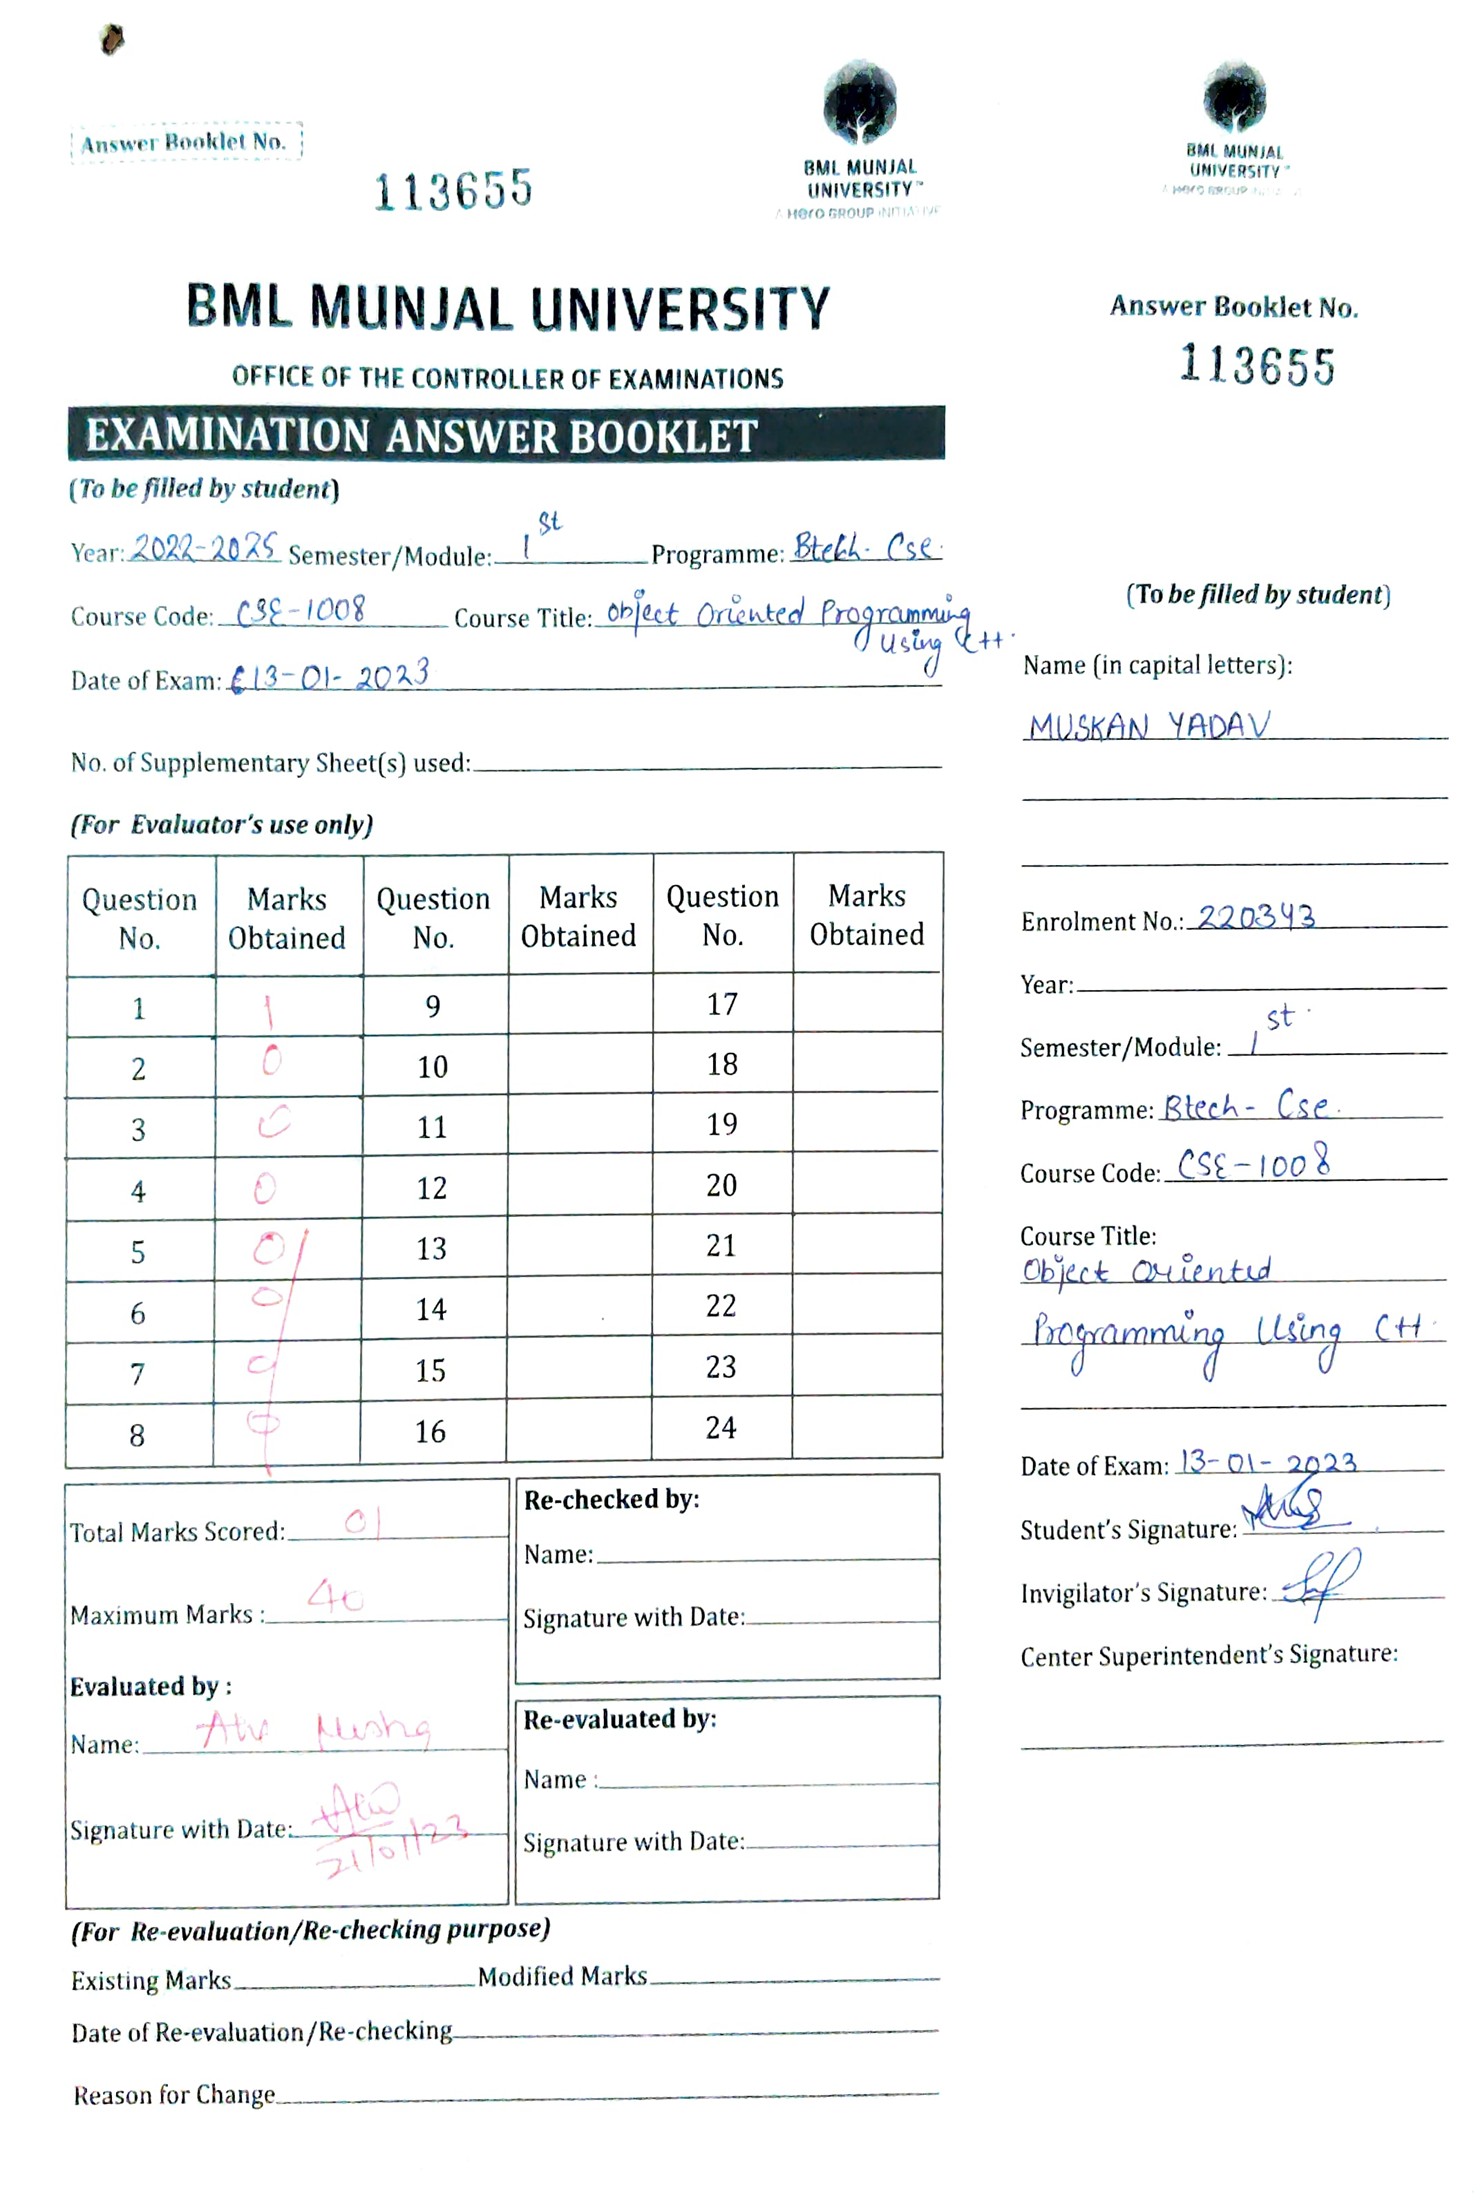 Answer Booklet No.
113655
BML MUNJAL
UNIVERSITY™
A Hero GROUP INITIATIVE
BML MUNJAL UNIVERSITY
OFFICE OF THE CONTROLLER OF EXAMINATIONS
EXAMINATION ANSWER BOOKLET
(To be filled by student)
Year: 2022-2025 Semester/Module: 1st Programme: Btech- Cse.
Course Code: CSE-1008 Course Title: Object Oriented Programming
Using C++.
Date of Exam: 13-01-2023
No. of Supplementary Sheet(s) used:
(For Evaluator's use only)
Question No. Marks Obtained Question No. Marks Obtained Question No. Marks Obtained
1 1 9 17
2 0 10 18
3 0 11 19
4 0 12 20
5 0 13 21
6 0 14 22
7 15 23
8 16 24
Total Marks Scored: 01
Maximum Marks : 40
Evaluated by :
Name:
Signature with Date: 21/01/23
Re-checked by:
Name:
Signature with Date:
Re-evaluated by:
Name :
Signature with Date:
(For Re-evaluation/Re-checking purpose)
Existing Marks Modified Marks
Date of Re-evaluation/Re-checking
Reason for Change
BML MUNJAL
UNIVERSITY™
A Hero GROUP
Answer Booklet No.
113655
(To be filled by student)
Name (in capital letters):
MUSKAN YADAV
Enrolment No.: 220343
Year:
Semester/Module: 1st.
Programme: Btech- Cse.
Course Code: CSE-1008
Course Title:
Object Oriented
Programming Using C++.
Date of Exam: 13-01-2023
Student's Signature:
Invigilator's Signature:
Center Superintendent's Signature: